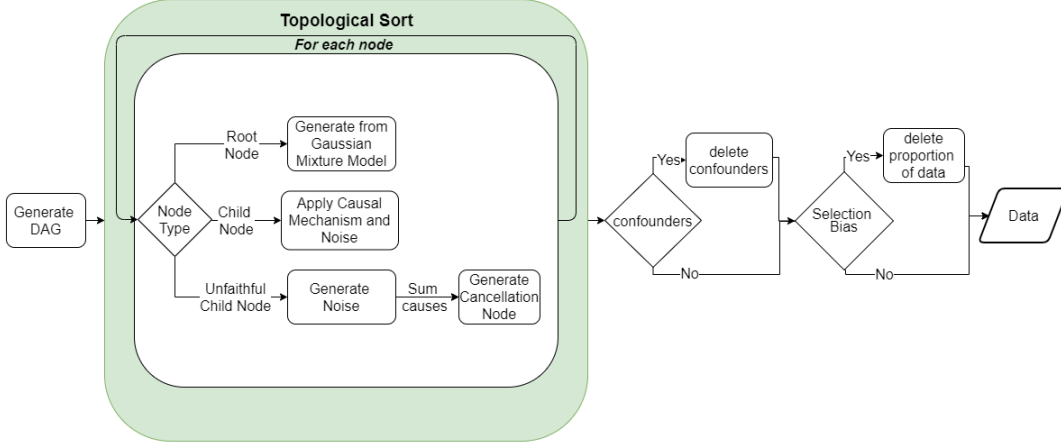 Topological Sort
For each node
Generate
DAG
Node
Type
Root
Node
Generate from
Gaussian
Mixture Model
Child
Node
Apply Causal
Mechanism and
Noise
Unfaithful
Child Node
Generate
Noise
Sum
causes
Generate
Cancellation
Node
confounders
Yes
delete
confounders
No
Selection
Bias
Yes
delete
proportion
of data
No
Data